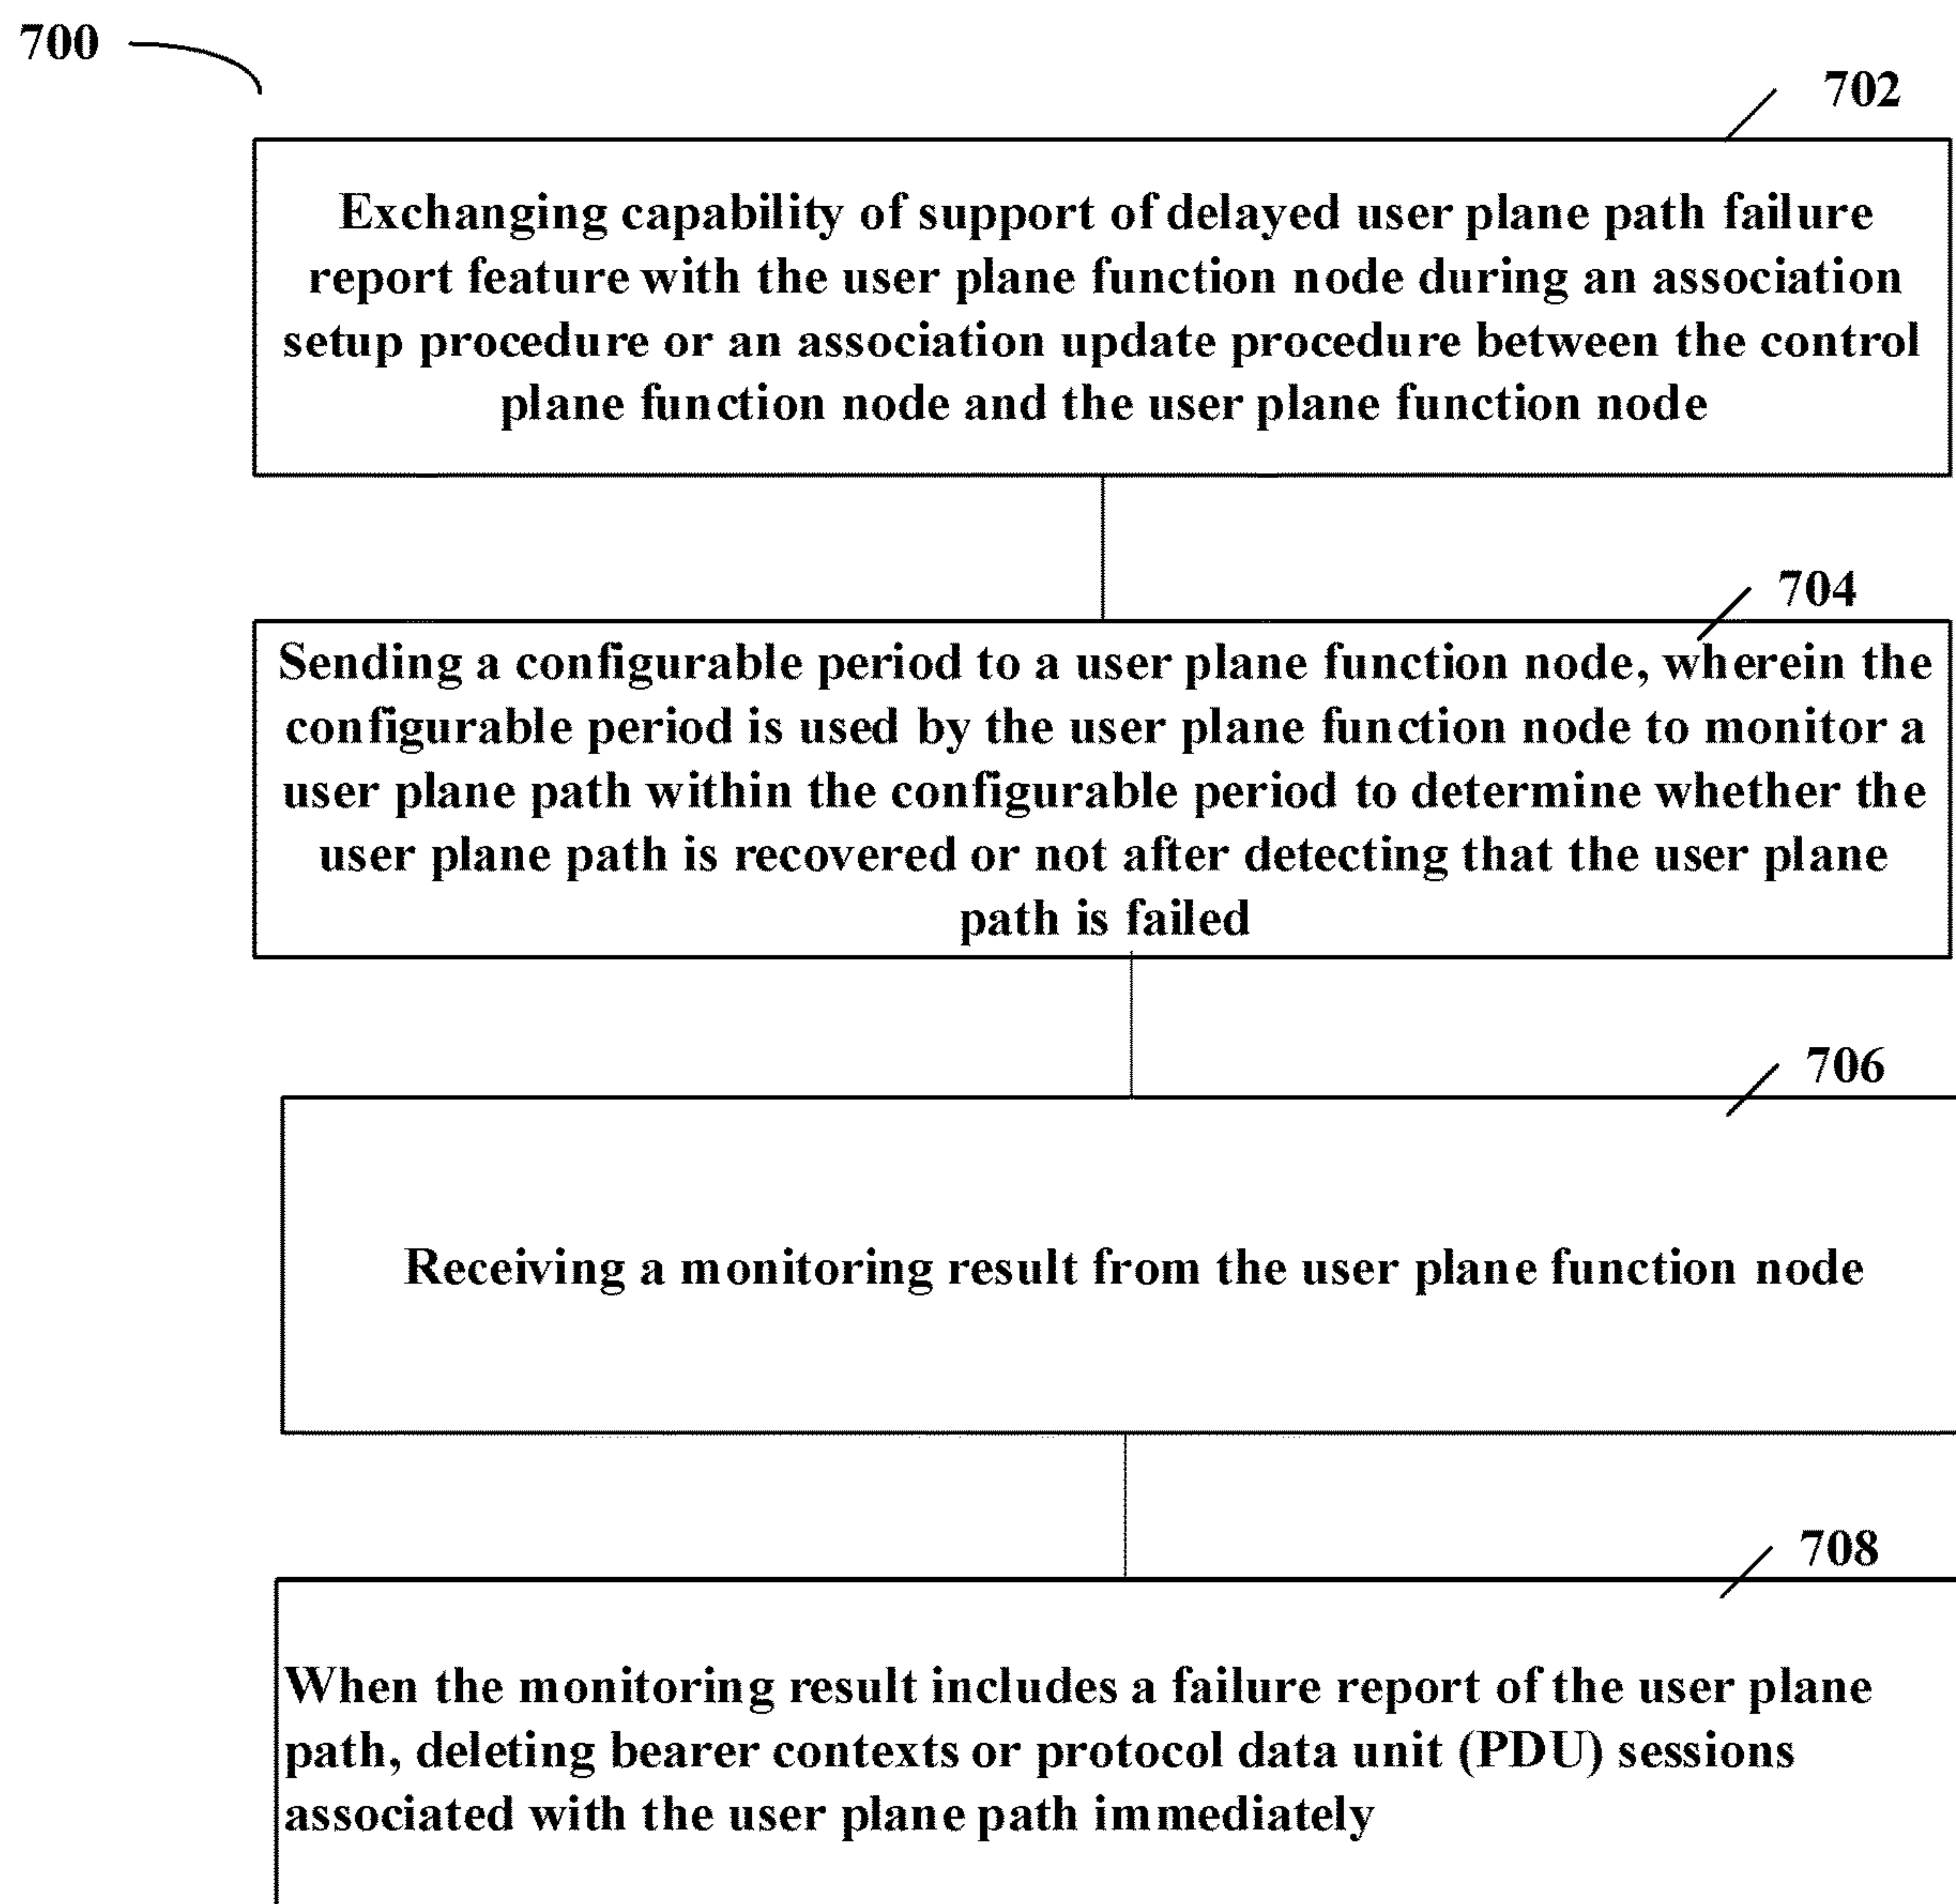 700
702
Exchanging capability of support of delayed user plane path failure
report feature with the user plane function node during an association
setup procedure or an association update procedure between the control
plane function node and the user plane function node
704
Sending a configurable period to a user plane function node, wherein the
configurable period is used by the user plane function node to monitor a
user plane path within the configurable period to determine whether the
user plane path is recovered or not after detecting that the user plane
path is failed
706
Receiving a monitoring result from the user plane function node
708
When the monitoring result includes a failure report of the user plane
path, deleting bearer contexts or protocol data unit (PDU) sessions
associated with the user plane path immediately